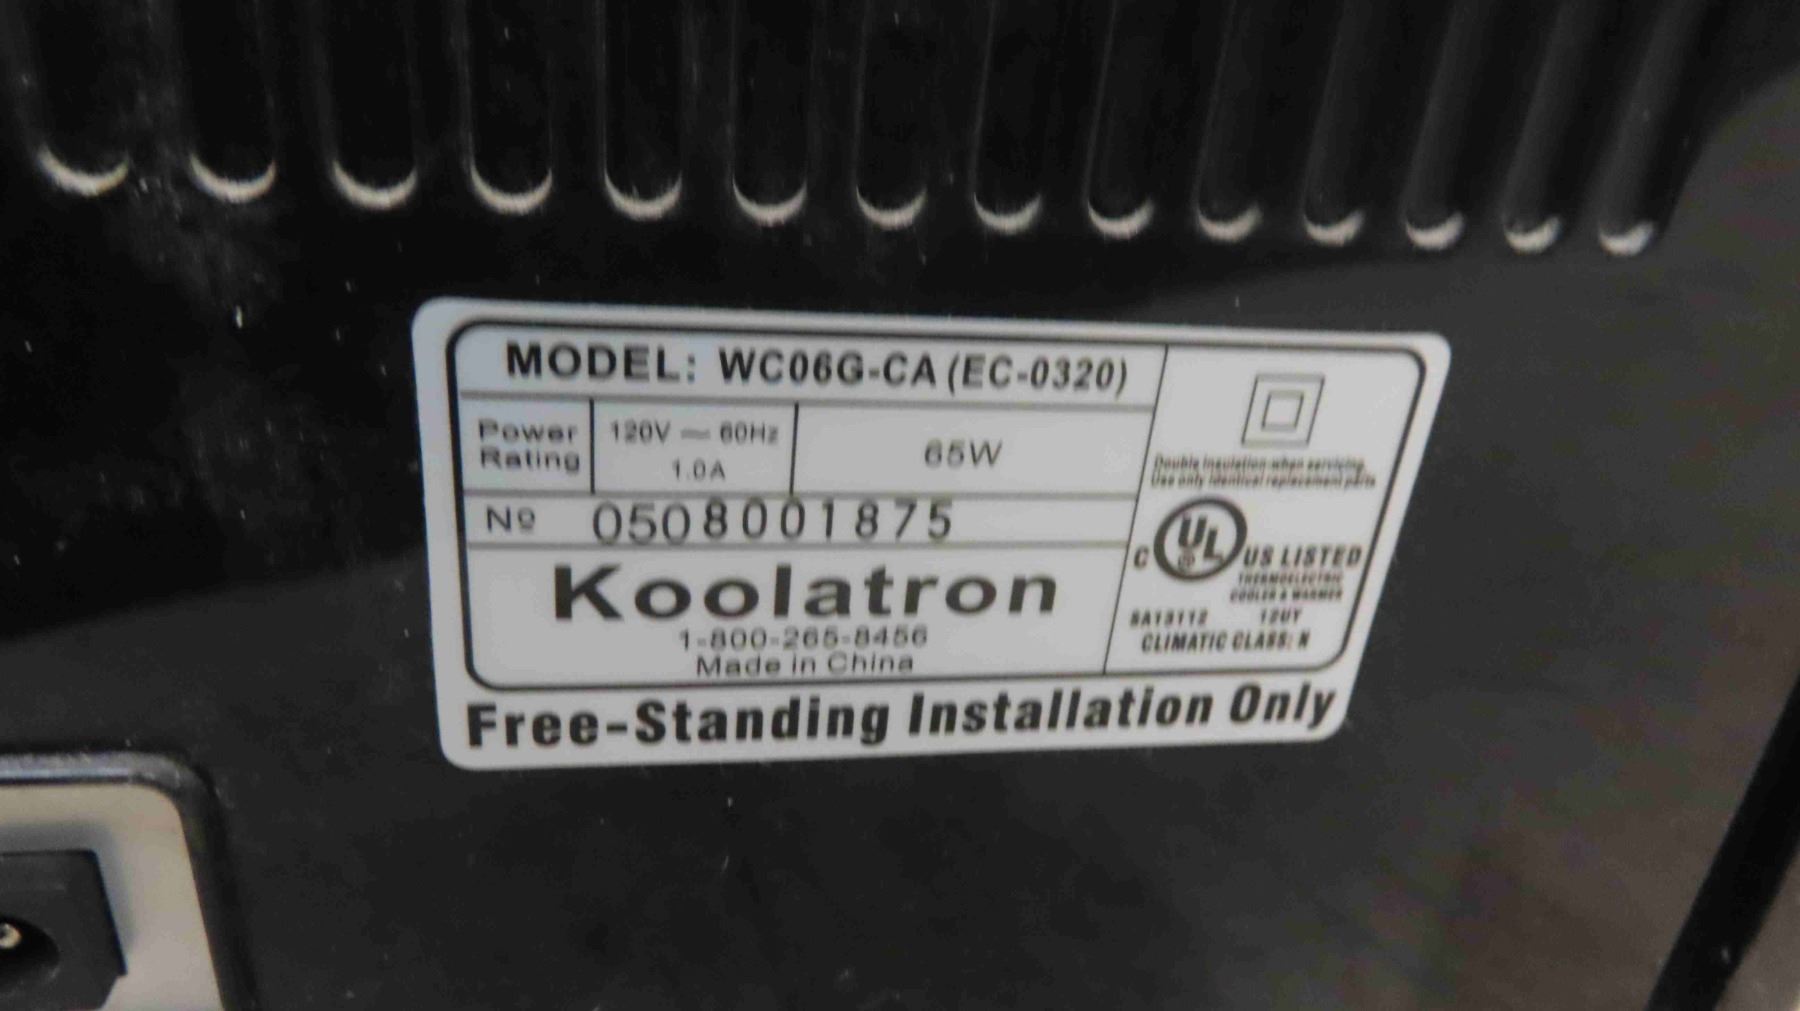 MODEL: WC06G-CA (EC-0320)
Power Rating
120V ~ 60Hz
1.0A
65W
Nº 0508001875
Koolatron
1-800-265-8456
Made in China
Double insulation-when servicing,
Use only identical replacement parts
C UL US LISTED
THERMOELECTRIC
COOLER & WARMER
SA13112 12UY
CLIMATIC CLASS: N
Free-Standing Installation Only